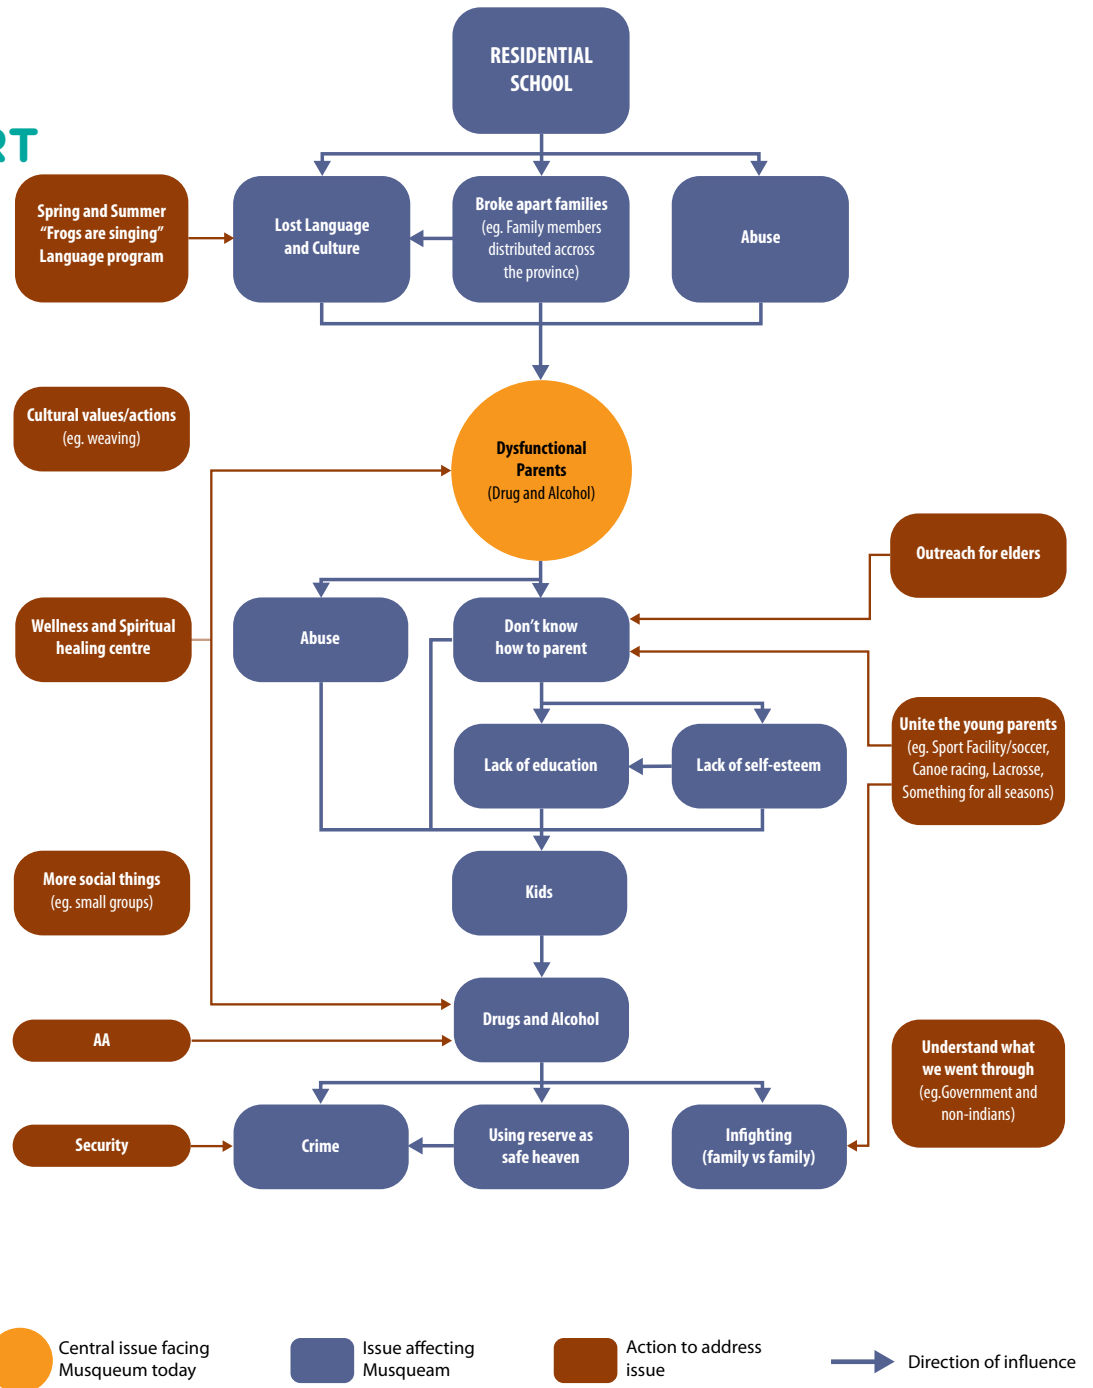 RESIDENTIAL
SCHOOL
RT
Spring and Summer
“Frogs are singing”
Language program
Lost Language
and Culture
Broke apart families
(eg. Family members
distributed accross
the province)
Abuse
Cultural values/actions
(eg. weaving)
Dysfunctional
Parents
(Drug and Alcohol)
Outreach for elders
Wellness and Spiritual
healing centre
Abuse
Don't know
how to parent
Unite the young parents
(eg. Sport Facility/soccer,
Canoe racing, Lacrosse,
Something for all seasons)
Lack of education
Lack of self-esteem
More social things
(eg. small groups)
Kids
Drugs and Alcohol
AA
Understand what
we went through
(eg.Government and
non-indians)
Security
Crime
Using reserve as
safe heaven
Infighting
(family vs family)
Central issue facing
Musqueum today
Issue affecting
Musqueam
Action to address
issue
Direction of influence